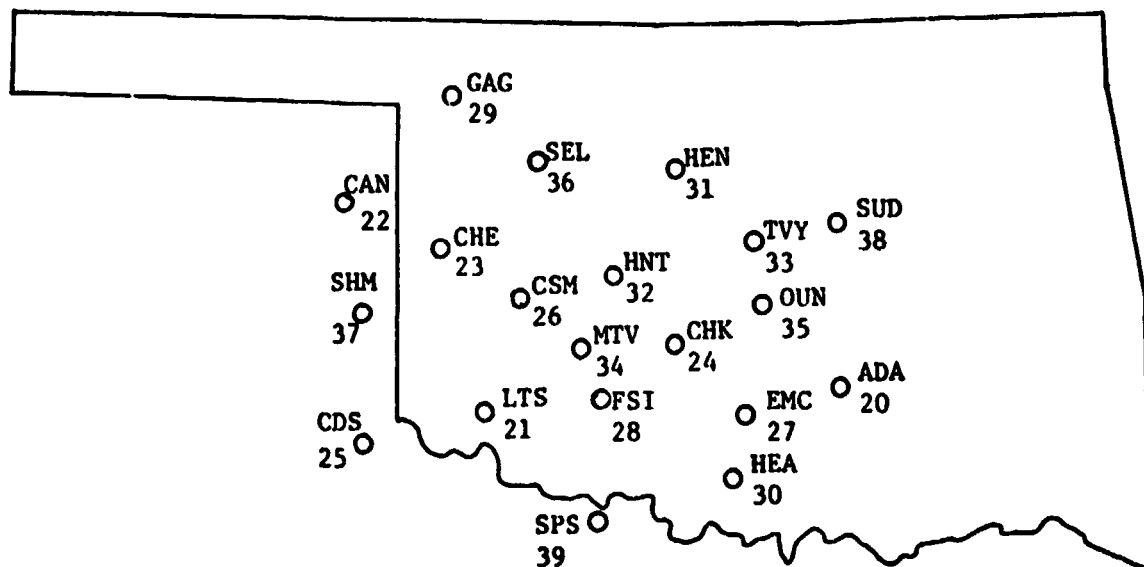 GAG
29
SEL
36
HEN
31
CAN
22
SUD
38
CHE
23
TVY
33
HNT
32
SHM
37
CSM
26
OUN
35
MTV
34
CHK
24
ADA
20
LTS
21
FSI
28
EMC
27
CDS
25
HEA
30
SPS
39